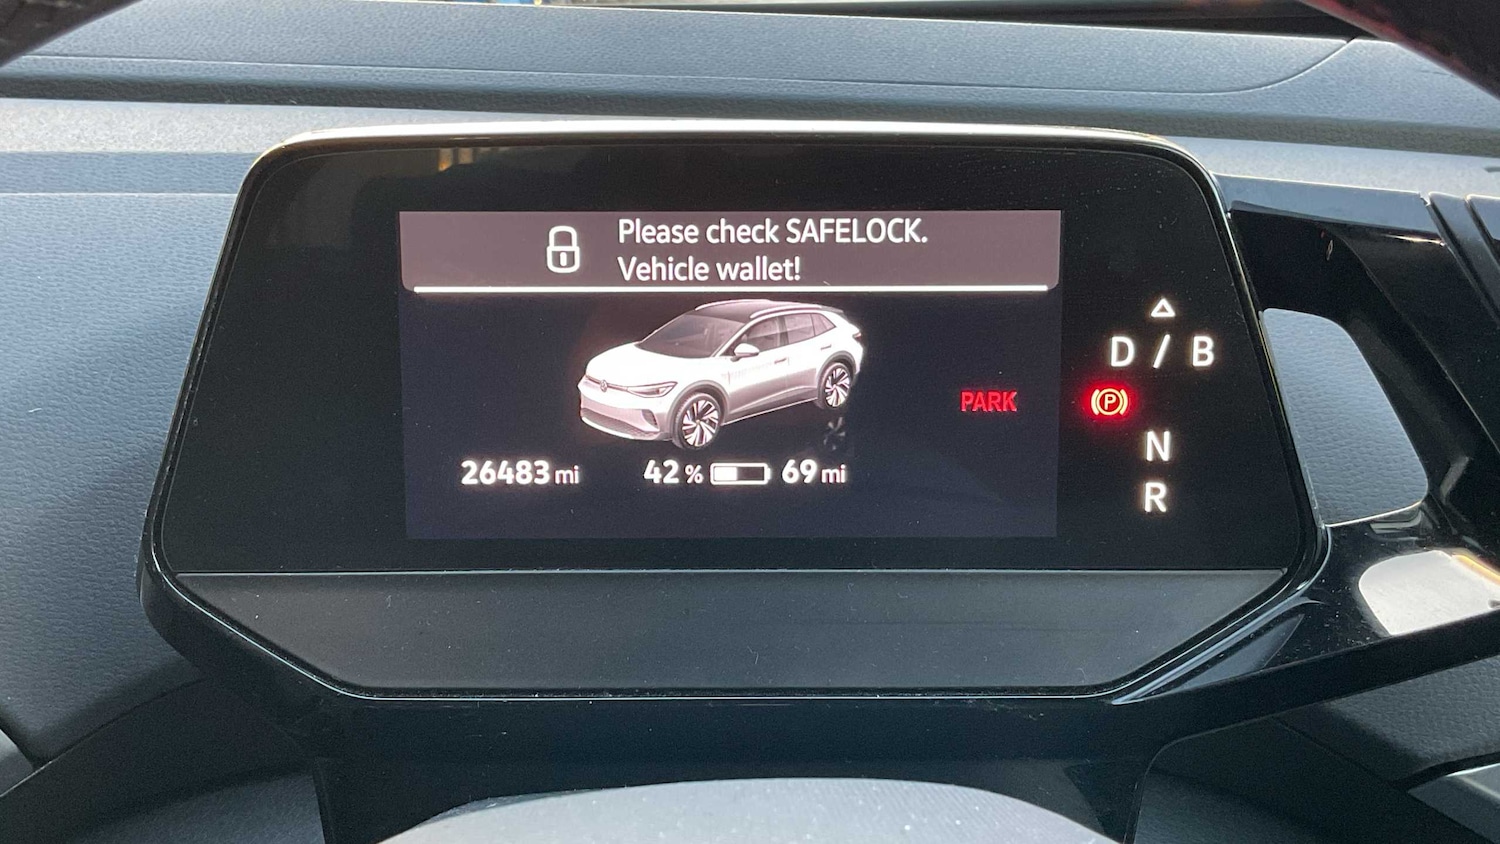 Please check SAFELOCK.
Vehicle wallet!
D / B
PARK
P
N
26483 mi
42 % 69 mi
R